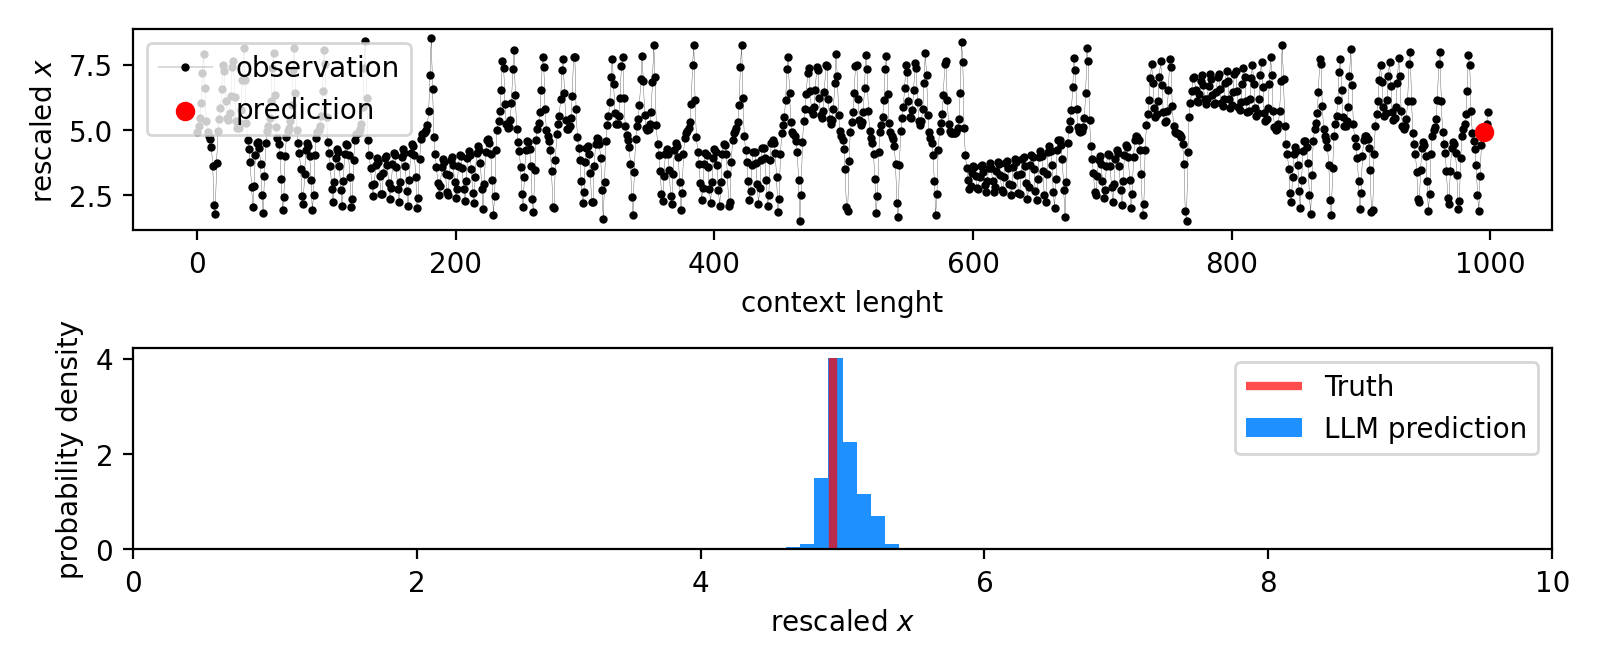 rescaled x
7.5
5.0
2.5
observation
prediction
0
200
400
600
800
1000
context lenght
probability density
4
2
0
Truth
LLM prediction
0
2
4
6
8
10
rescaled x